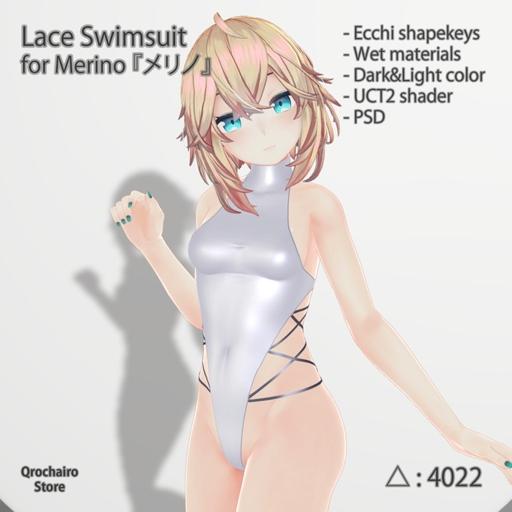 Lace Swimsuit
for Merino『メリノ』
- Ecchi shapekeys
- Wet materials
- Dark&Light color
- UCT2 shader
- PSD
Qrochairo
Store
△ : 4022